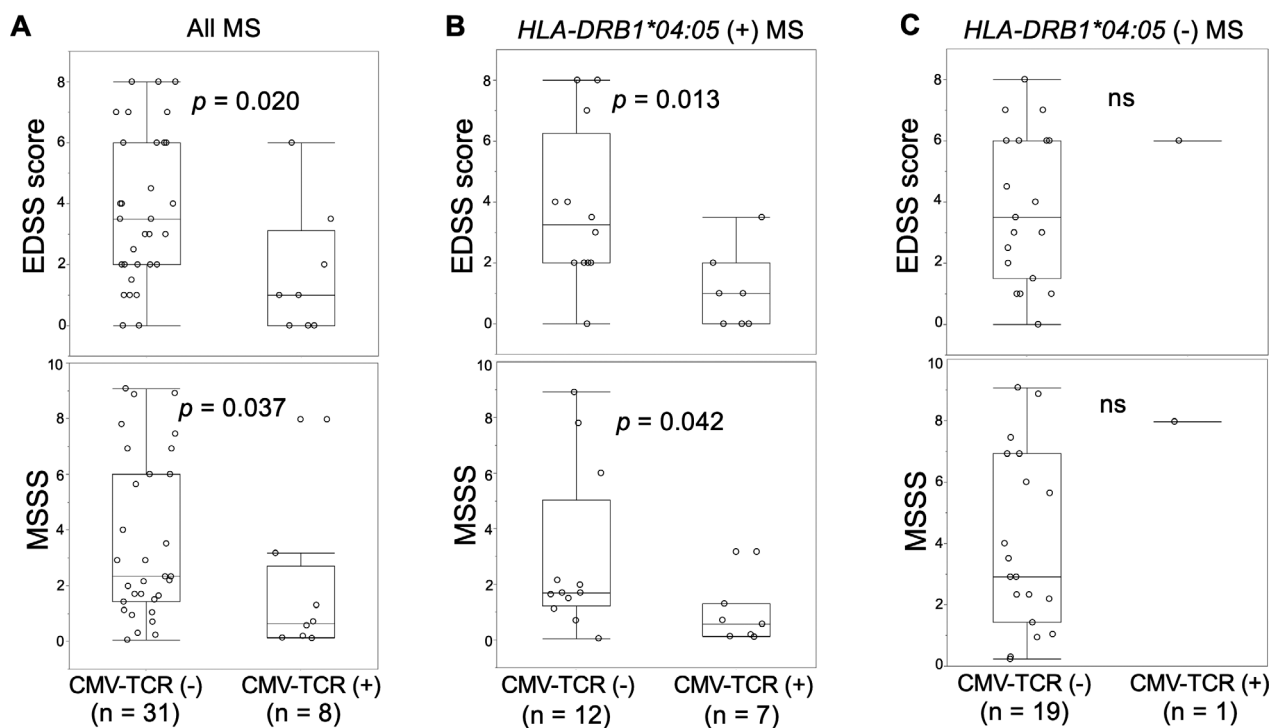 A
All MS
EDSS score
8
6
4
2
0
p = 0.020
MSSS
10
8
6
4
2
0
p = 0.037
CMV-TCR (-)
(n = 31)
CMV-TCR (+)
(n = 8)
B
HLA-DRB1*04:05 (+) MS
EDSS score
8
6
4
2
0
p = 0.013
MSSS
10
8
6
4
2
0
p = 0.042
CMV-TCR (-)
(n = 12)
CMV-TCR (+)
(n = 7)
C
HLA-DRB1*04:05 (-) MS
EDSS score
8
6
4
2
0
ns
MSSS
10
8
6
4
2
0
ns
CMV-TCR (-)
(n = 19)
CMV-TCR (+)
(n = 1)